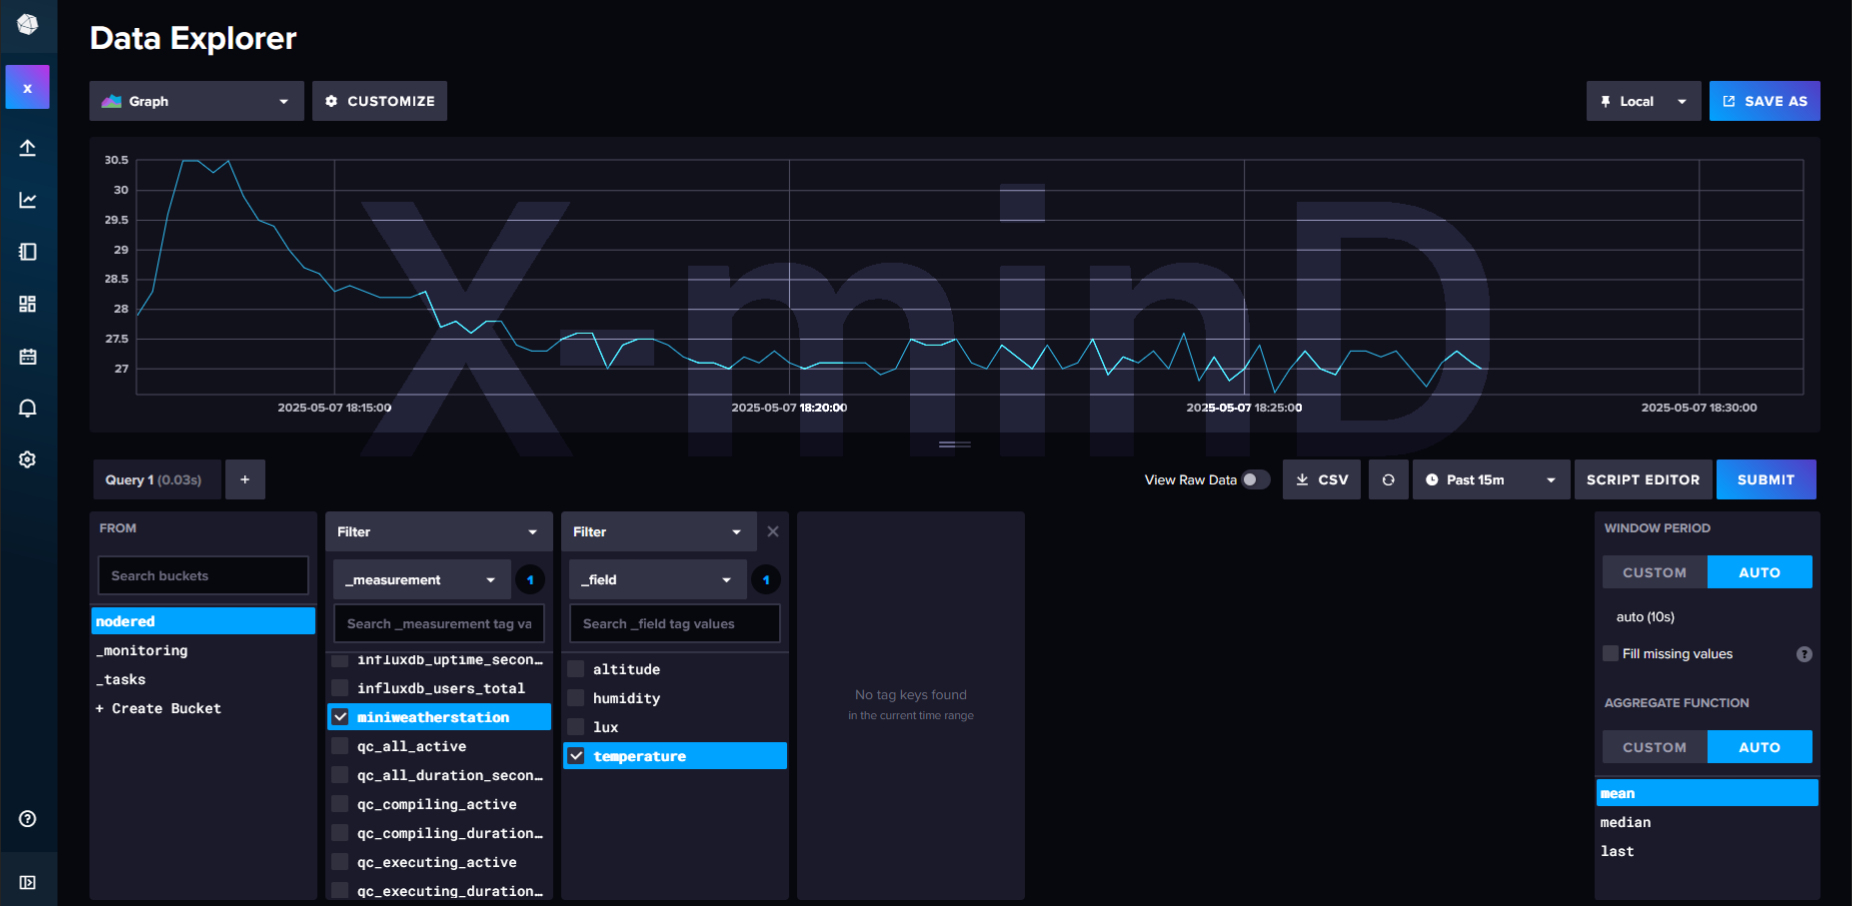 Data Explorer
x
Graph
CUSTOMIZE
Local
SAVE AS
30.5
30
29.5
29
28.5
28
27.5
27
2025-05-07 18:15:00
2025-05-07 18:20:00
2025-05-07 18:25:00
2025-05-07 18:30:00
X-minD
Query 1 (0.03s)
+
View Raw Data
CSV
Past 15m
SCRIPT EDITOR
SUBMIT
FROM
Search buckets
nodered
_monitoring
_tasks
+ Create Bucket
Filter
_measurement
1
Search _measurement tag va
influxdb_uptime_secon…
influxdb_users_total
miniweatherstation
qc_all_active
qc_all_duration_secon…
qc_compiling_active
qc_compiling_duration…
qc_executing_active
qc_executing_duration…
Filter
_field
1
Search _field tag values
altitude
humidity
lux
temperature
No tag keys found
in the current time range
WINDOW PERIOD
CUSTOM
AUTO
auto (10s)
Fill missing values
?
AGGREGATE FUNCTION
CUSTOM
AUTO
mean
median
last